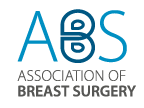 ABS
ASSOCIATION OF
BREAST SURGERY